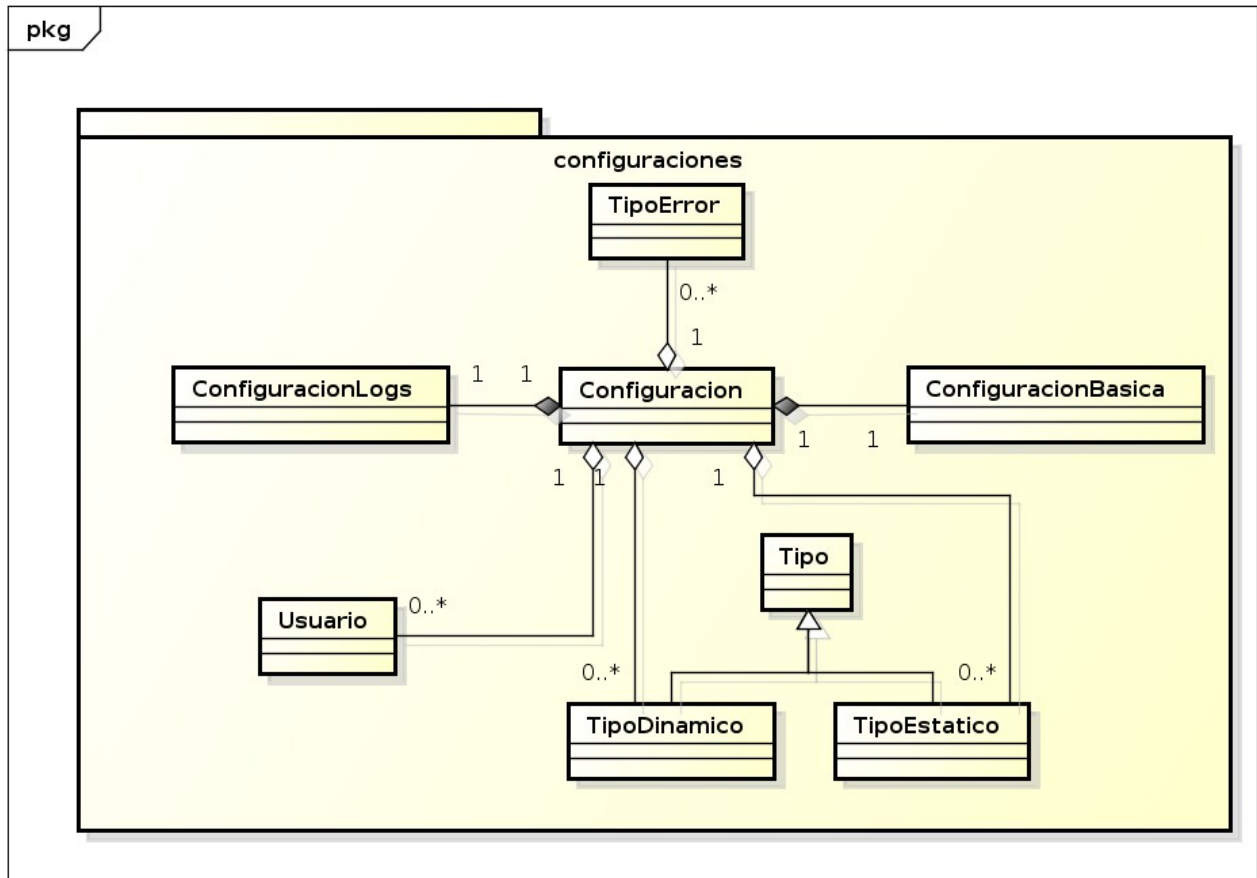 pkg
configuraciones
TipoError
0..*
1
ConfiguracionLogs
1
1
Configuracion
ConfiguracionBasica
1
1
1
1
1
Tipo
Usuario
0..*
0..*
0..*
TipoDinamico
TipoEstatico